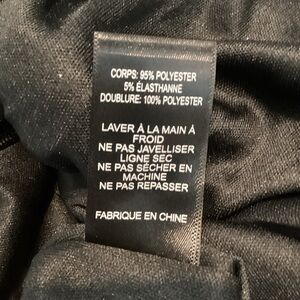 CORPS: 95% POLYESTER
5% ÉLASTHANNE
DOUBLURE: 100% POLYESTER
LAVER À LA MAIN À
FROID
NE PAS JAVELLISER
LIGNE SEC
NE PAS SÉCHER EN
MACHINE
NE PAS REPASSER
FABRIQUE EN CHINE